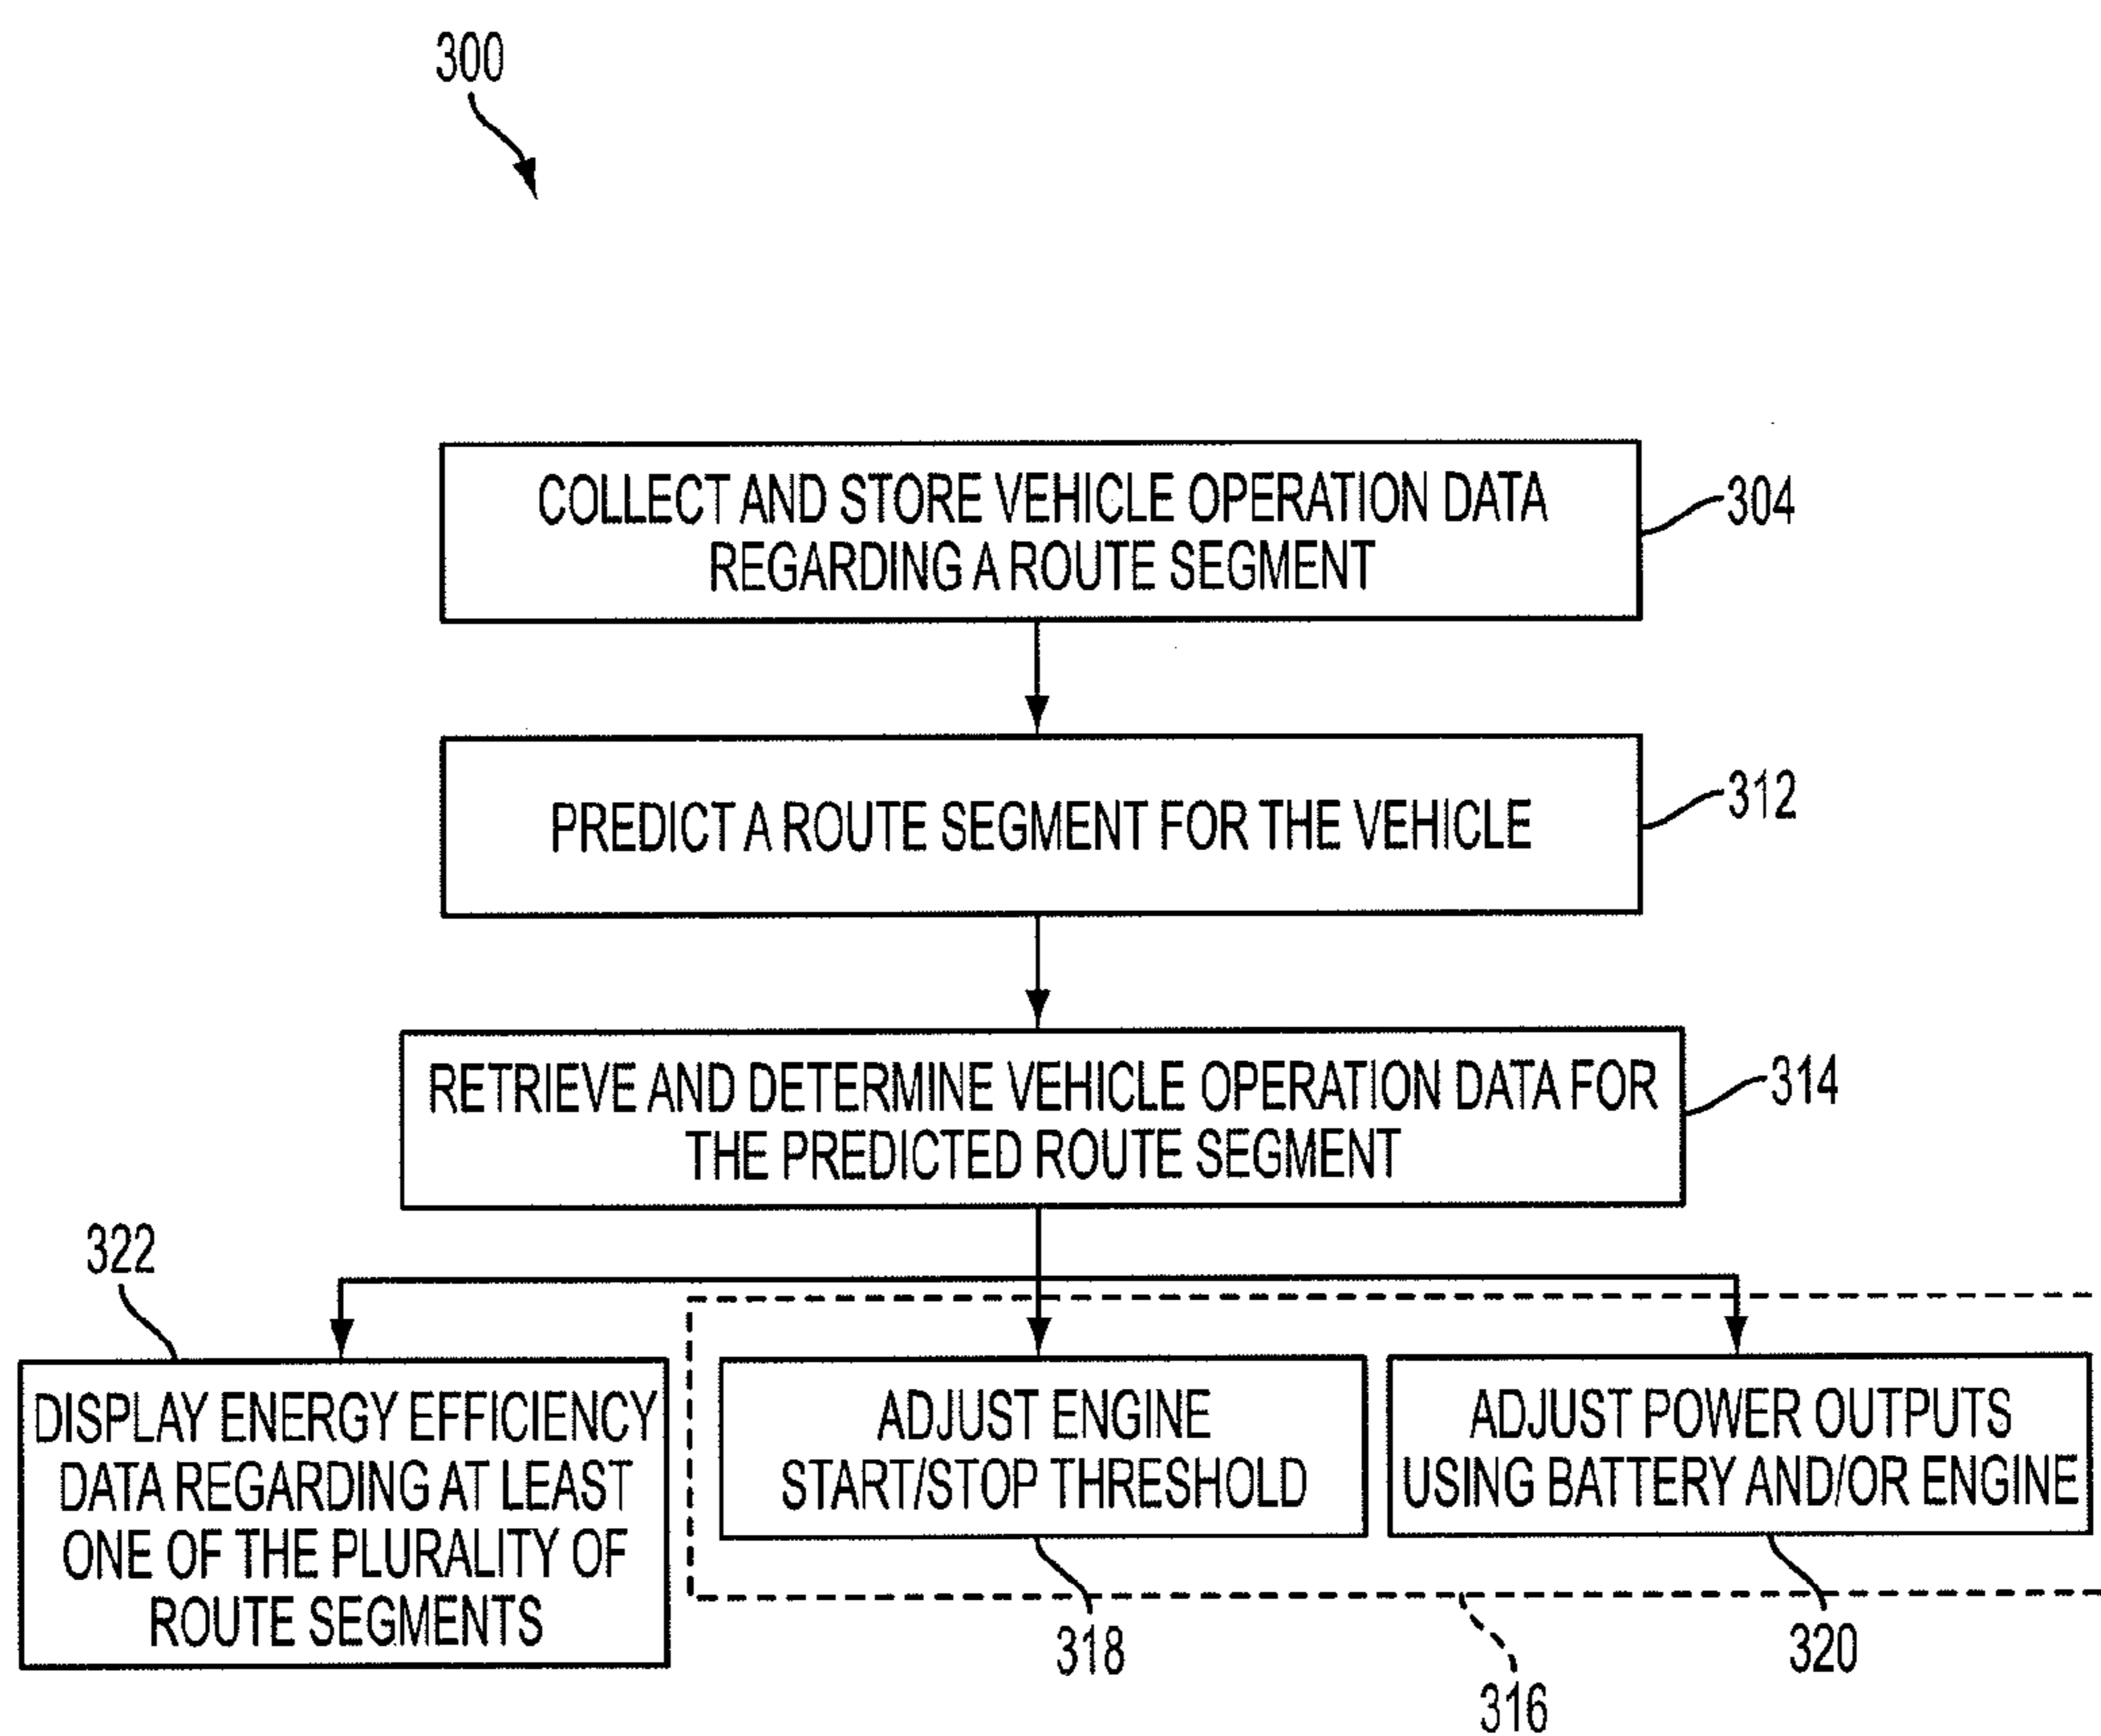 300
COLLECT AND STORE VEHICLE OPERATION DATA
REGARDING A ROUTE SEGMENT
304
PREDICT A ROUTE SEGMENT FOR THE VEHICLE
312
RETRIEVE AND DETERMINE VEHICLE OPERATION DATA FOR
THE PREDICTED ROUTE SEGMENT
314
322
DISPLAY ENERGY EFFICIENCY
DATA REGARDING AT LEAST
ONE OF THE PLURALITY OF
ROUTE SEGMENTS
ADJUST ENGINE
START/STOP THRESHOLD
318
ADJUST POWER OUTPUTS
USING BATTERY AND/OR ENGINE
320
316